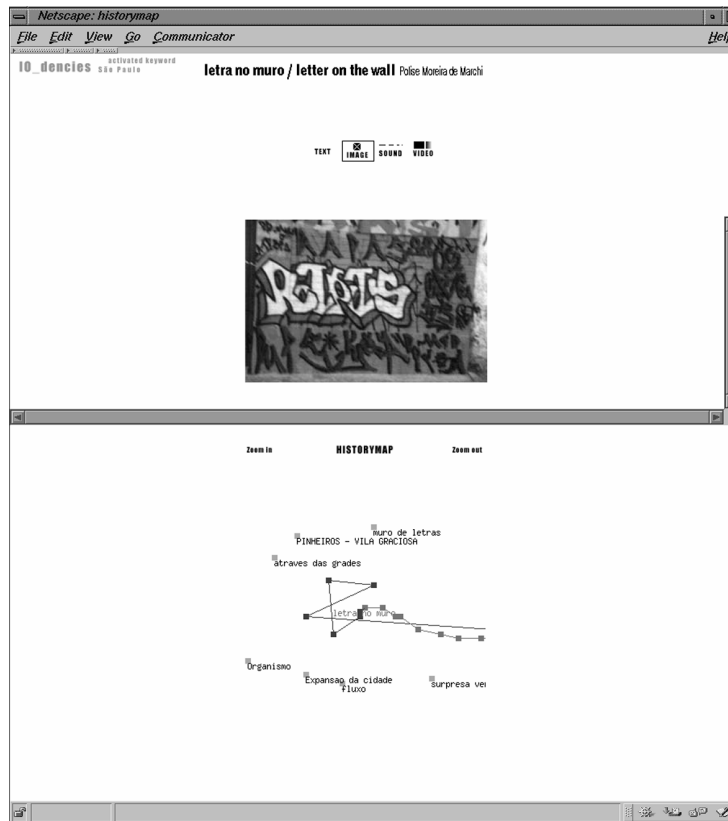 Netscape: historymap
File Edit View Go Communicator
IO_dencies activated keyword
São Paulo
letra no muro / letter on the wall Polise Moreira de Marchi
TEXT IMAGE SOUND VIDEO
Zoom in HISTORYMAP Zoom out
muro de letras
PINHEIROS - VILA GRACIOSA
atraves das grades
letra no muro
Organismo
Expansao da cidade
fluxo
surpresa